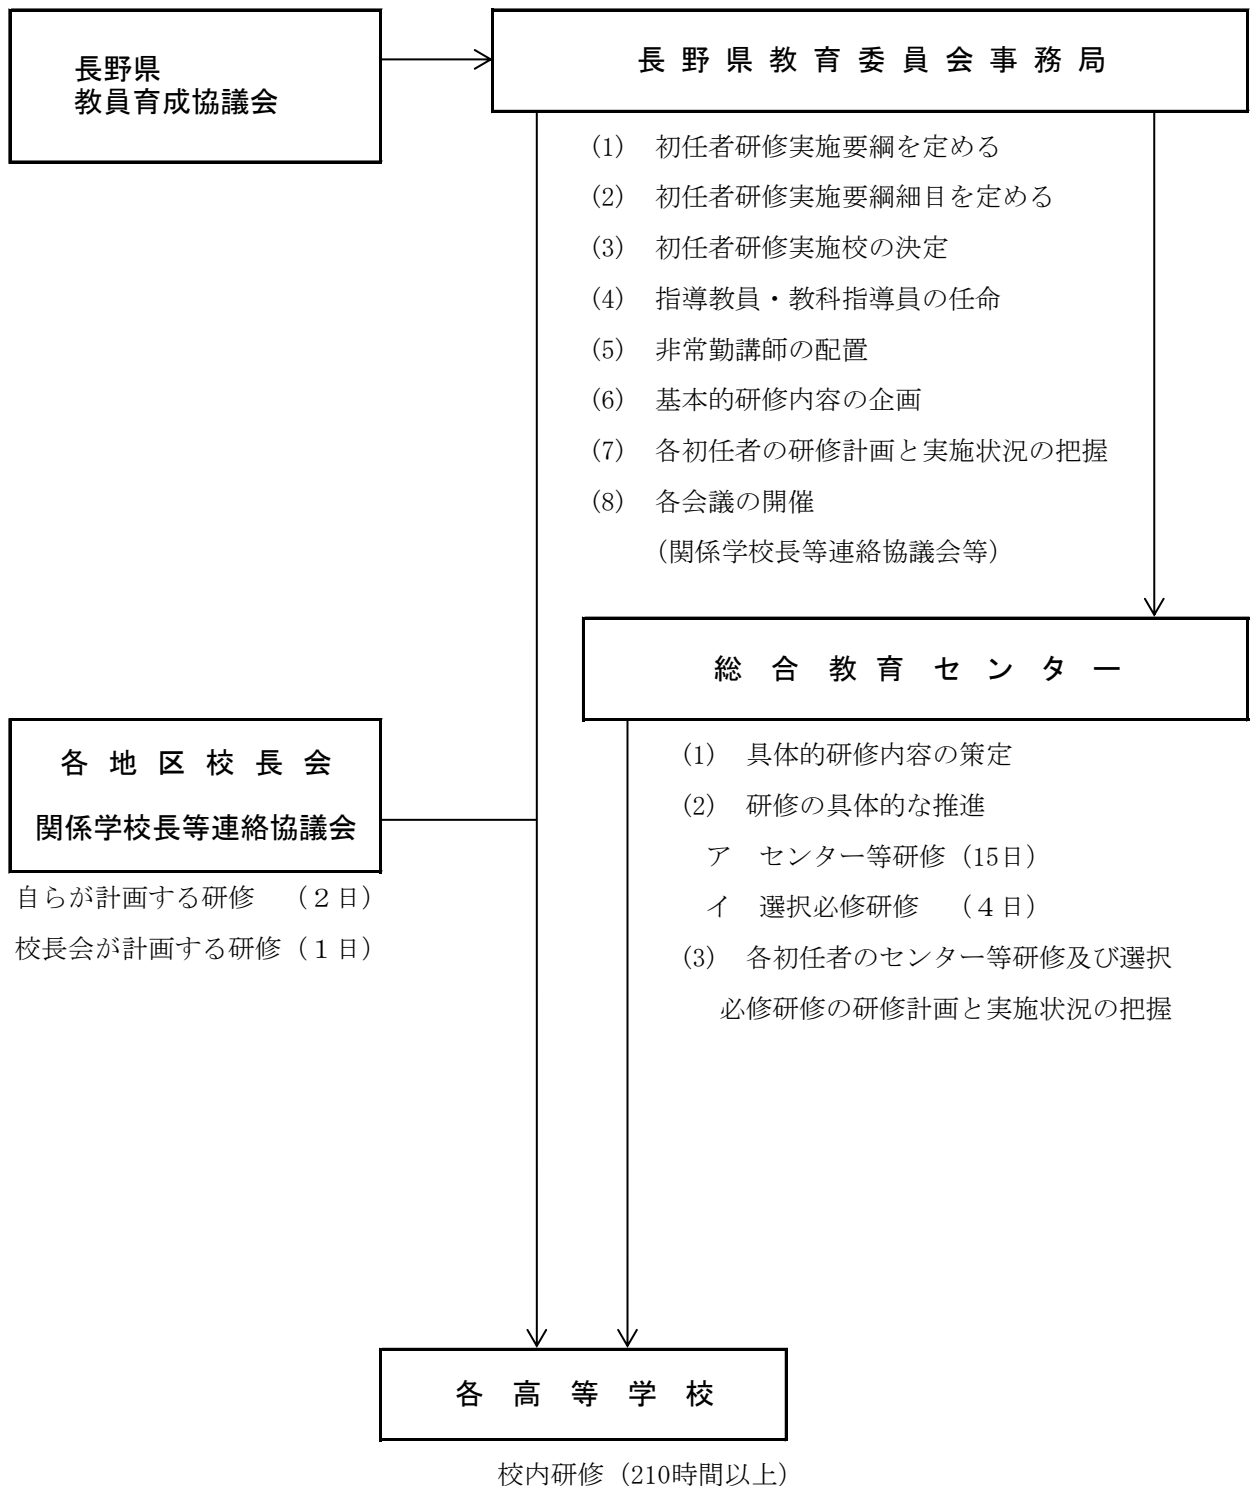 長野県
教員育成協議会
長野県教育委員会事務局
(1) 初任者研修実施要綱を定める
(2) 初任者研修実施要綱細目を定める
(3) 初任者研修実施校の決定
(4) 指導教員・教科指導員の任命
(5) 非常勤講師の配置
(6) 基本的研修内容の企画
(7) 各初任者の研修計画と実施状況の把握
(8) 各会議の開催
（関係学校長等連絡協議会等）
総合教育センター
(1) 具体的研修内容の策定
(2) 研修の具体的な推進
ア センター等研修（15日）
イ 選択必修研修 （４日）
(3) 各初任者のセンター等研修及び選択
必修研修の研修計画と実施状況の把握
各地区校長会
関係学校長等連絡協議会
自らが計画する研修 （２日）
校長会が計画する研修（１日）
各高等学校
校内研修（210時間以上）